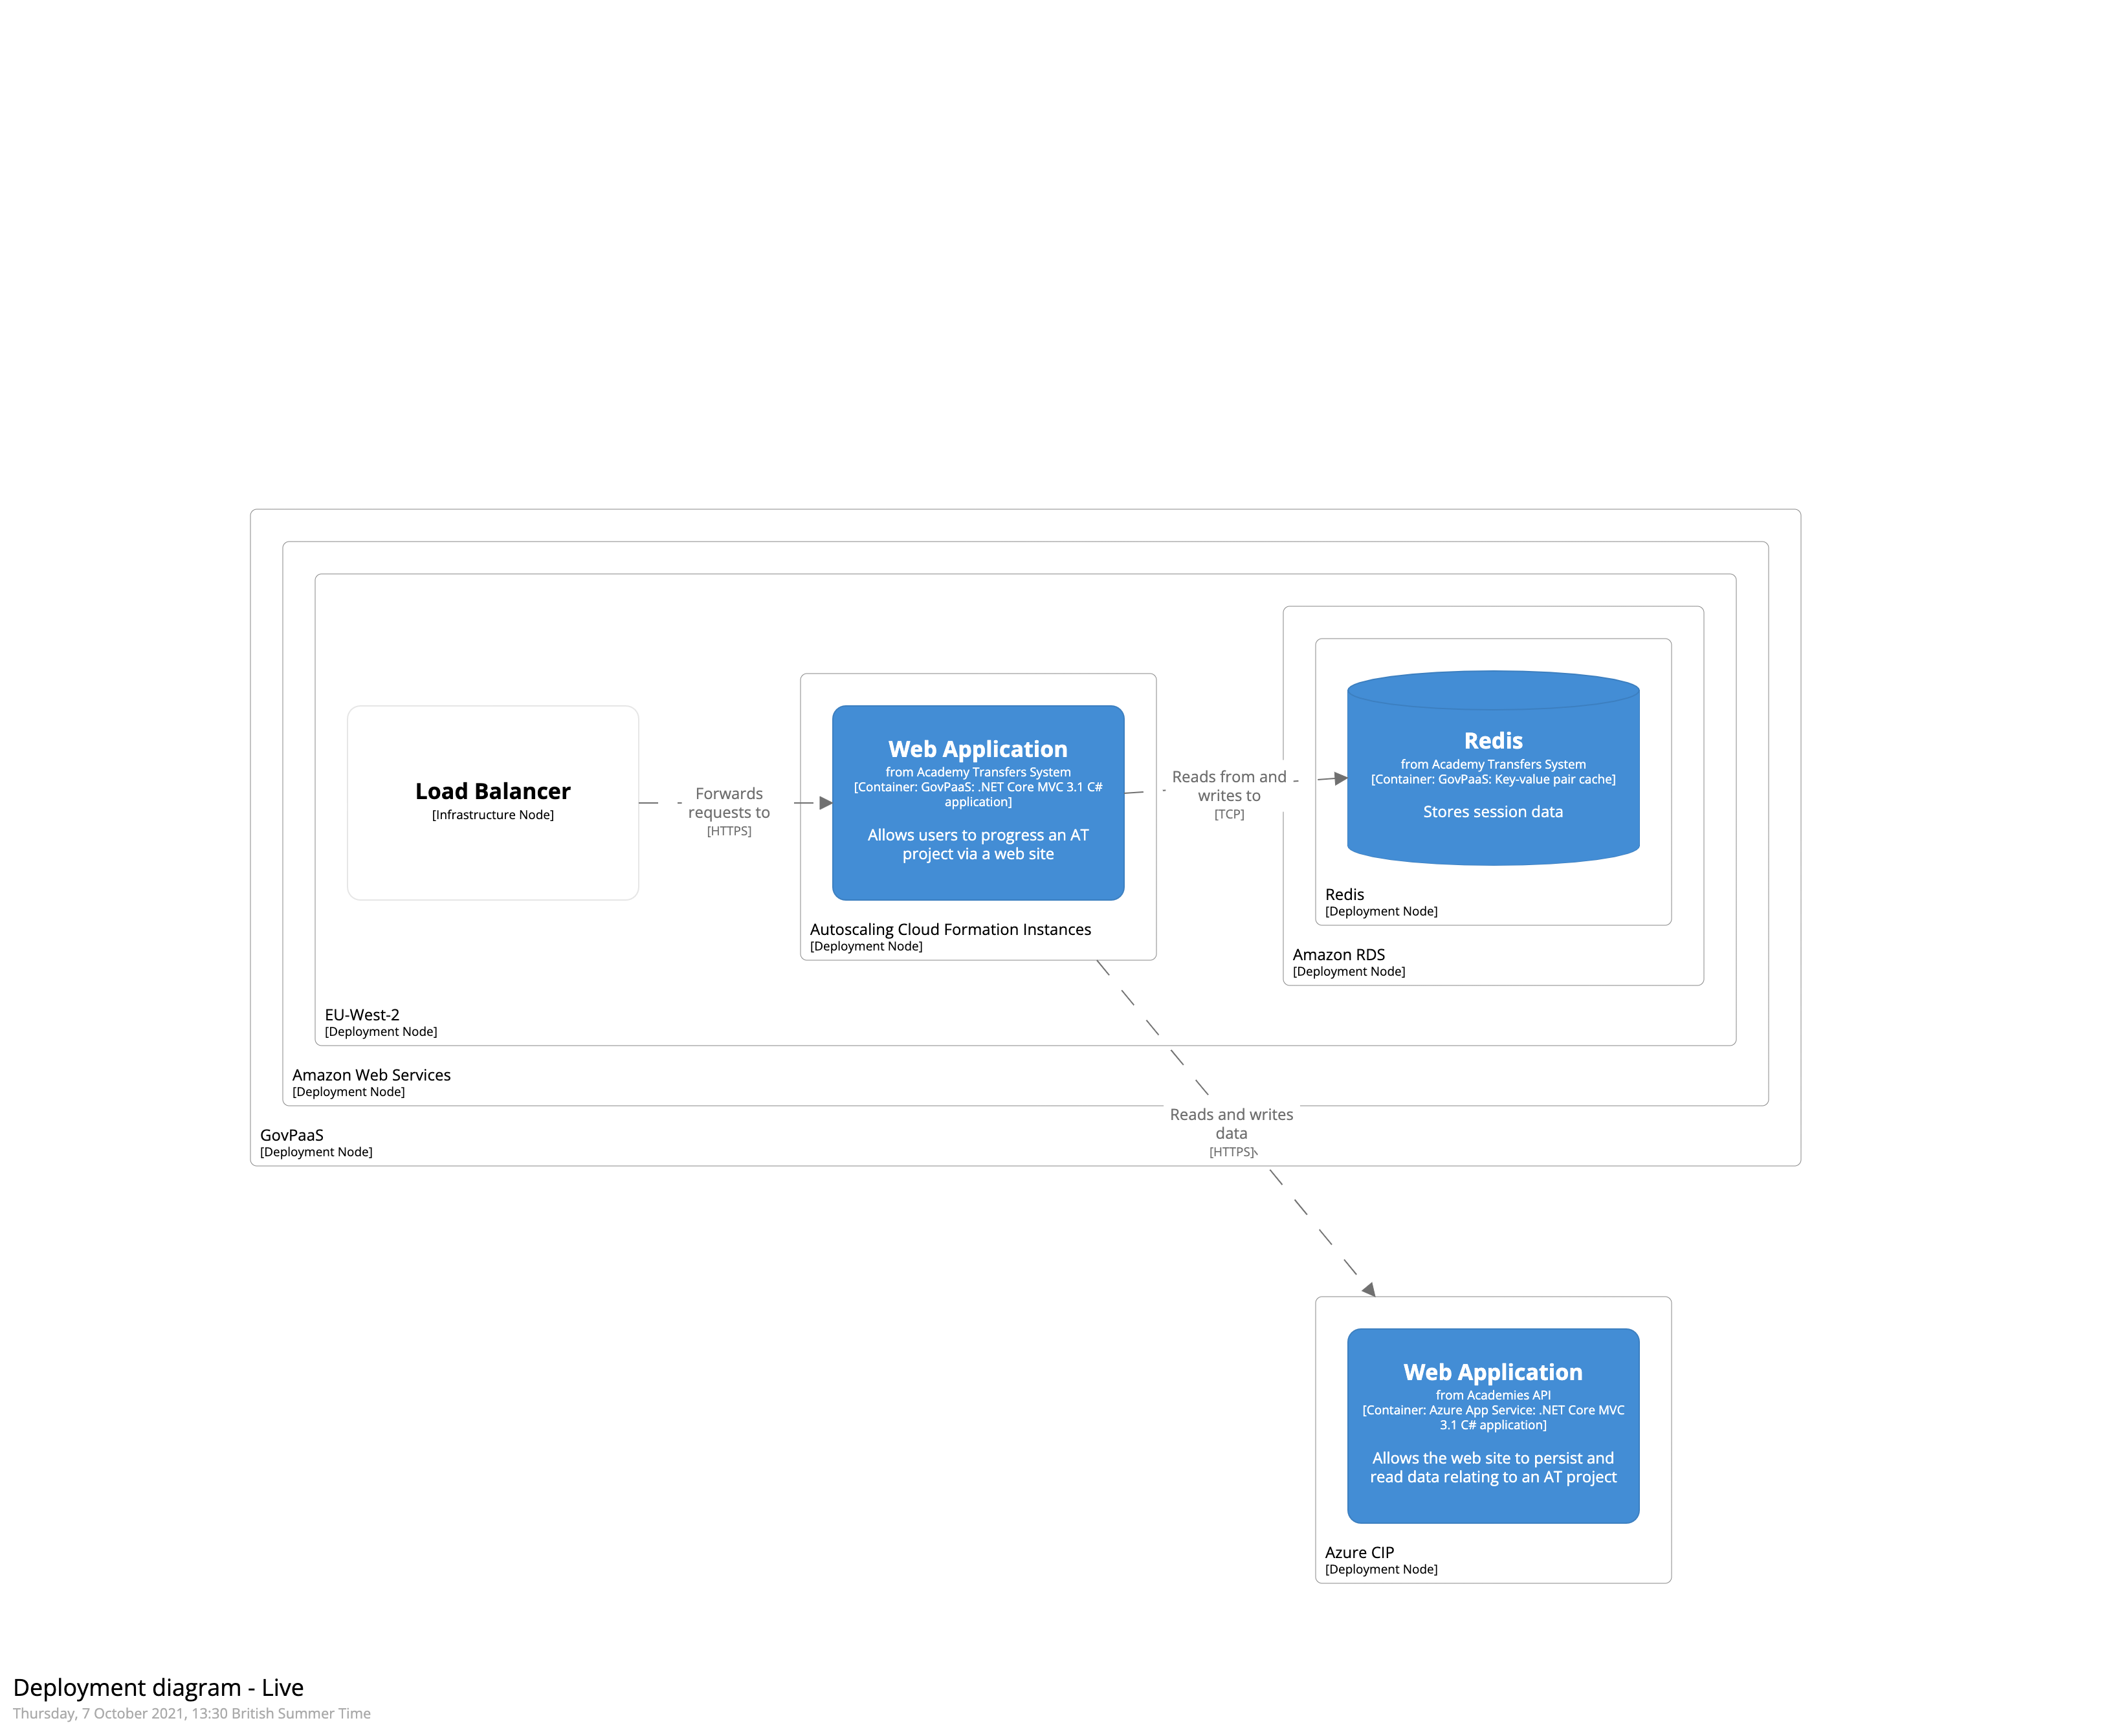 Load Balancer
[Infrastructure Node]
Forwards
requests to
[HTTPS]
Web Application
from Academy Transfers System
[Container: GovPaaS: .NET Core MVC 3.1 C#
application]
Allows users to progress an AT
project via a web site
Autoscaling Cloud Formation Instances
[Deployment Node]
Reads from and
writes to
[TCP]
Redis
from Academy Transfers System
[Container: GovPaaS: Key-value pair cache]
Stores session data
Redis
[Deployment Node]
Amazon RDS
[Deployment Node]
EU-West-2
[Deployment Node]
Amazon Web Services
[Deployment Node]
GovPaaS
[Deployment Node]
Reads and writes
data
[HTTPS]
Web Application
from Academies API
[Container: Azure App Service: .NET Core MVC
3.1 C# application]
Allows the web site to persist and
read data relating to an AT project
Azure CIP
[Deployment Node]
Deployment diagram - Live
Thursday, 7 October 2021, 13:30 British Summer Time